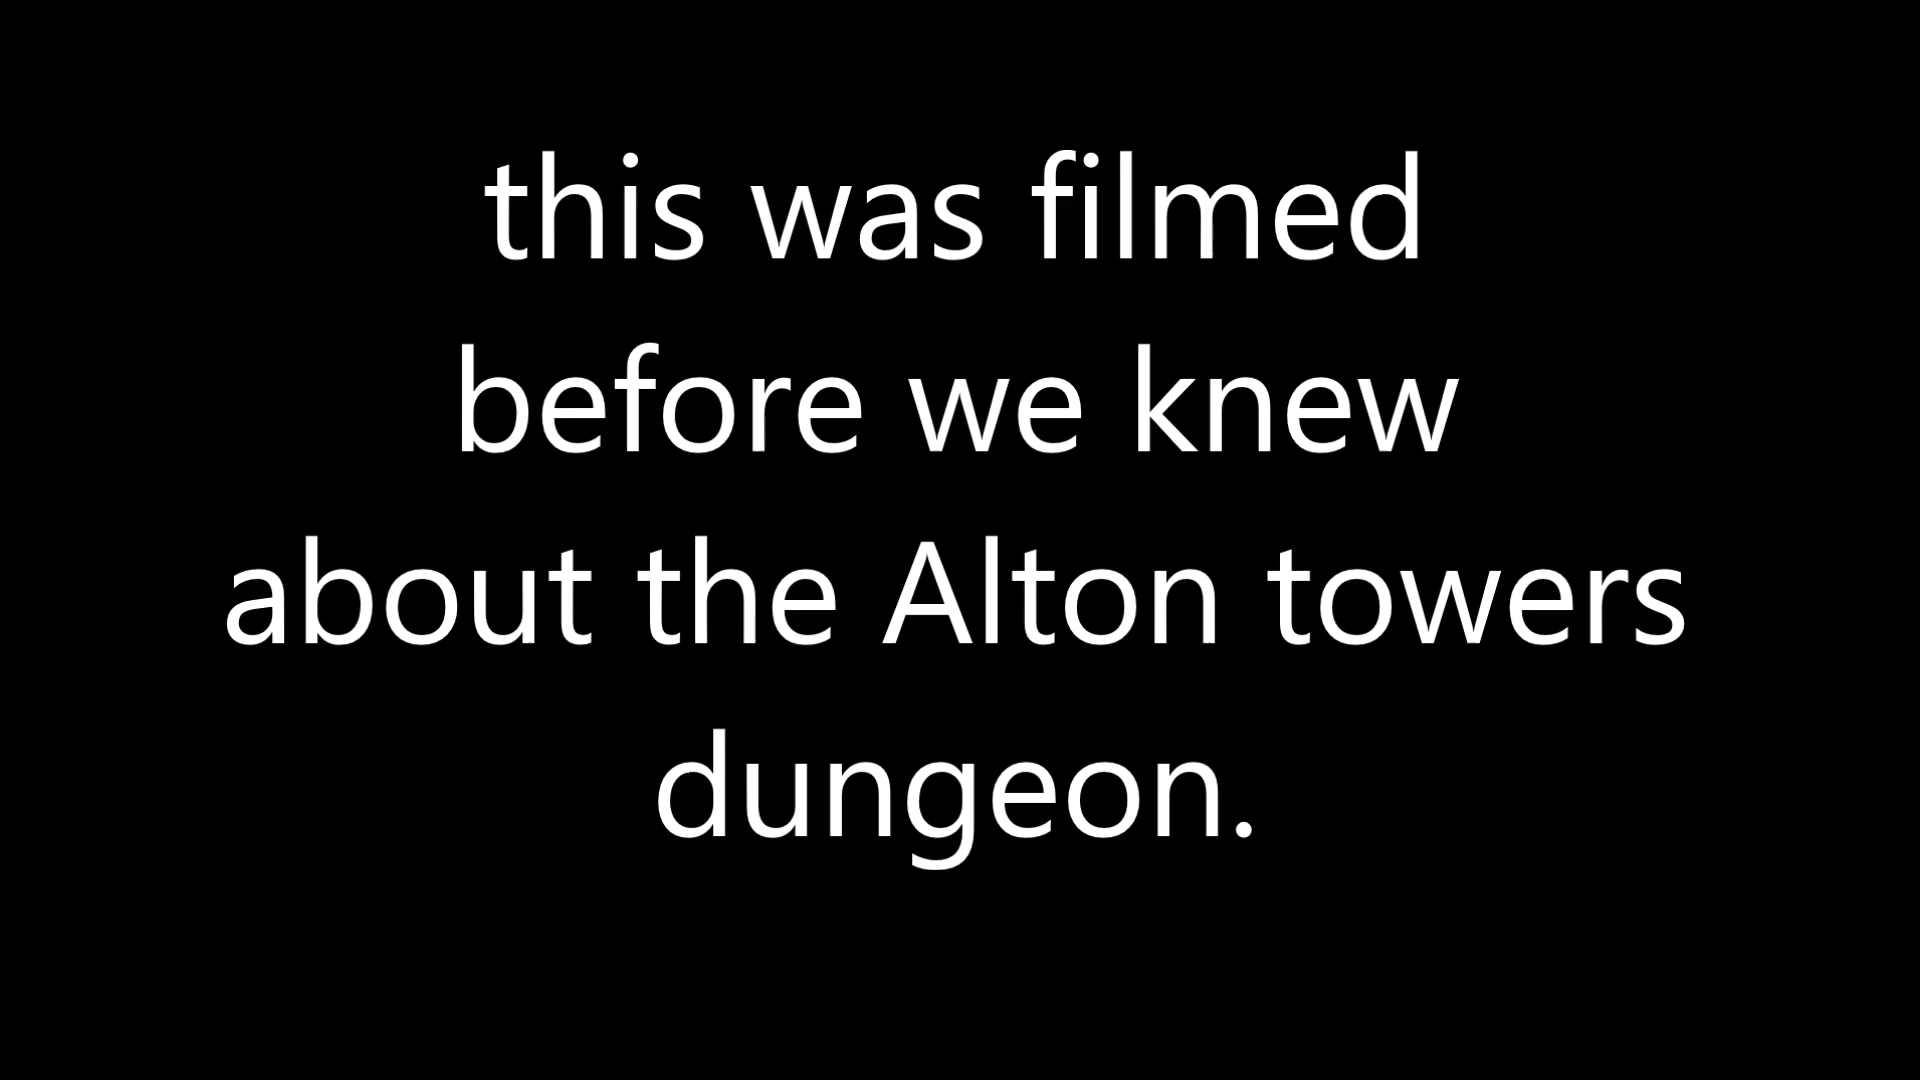 this was filmed
before we knew
about the Alton towers
dungeon.